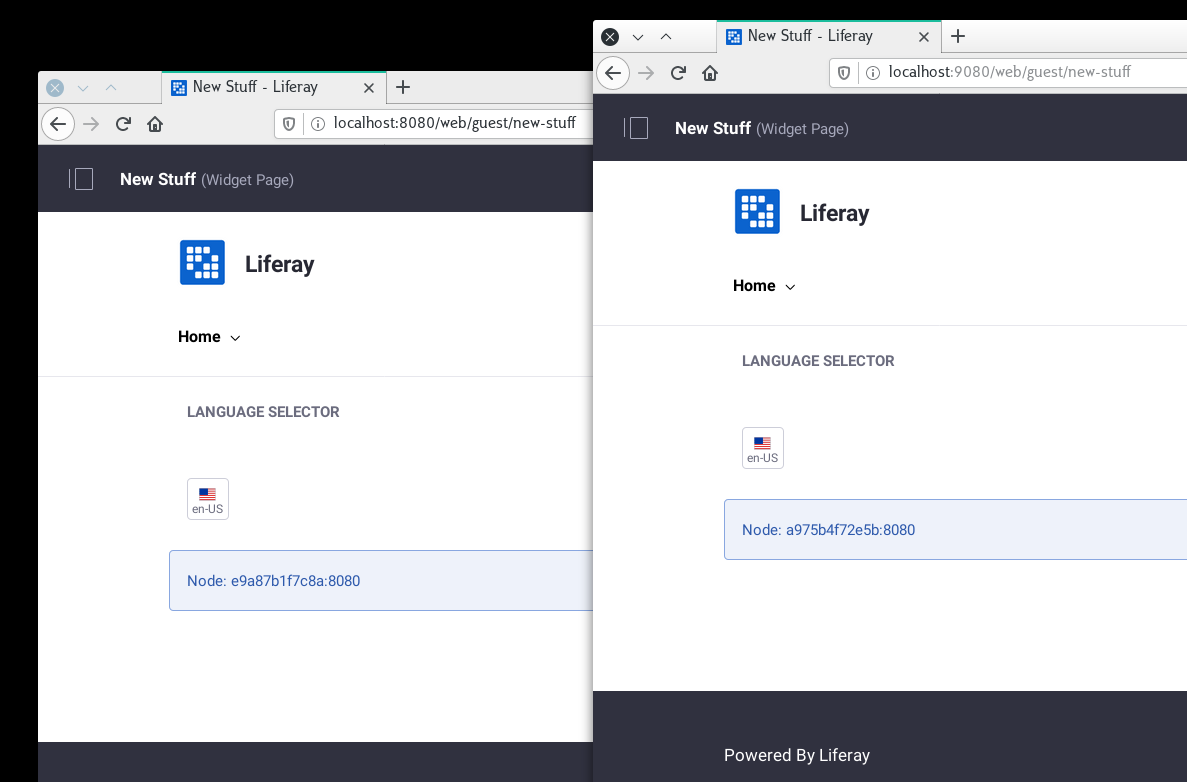 New Stuff - Liferay
localhost:8080/web/guest/new-stuff
New Stuff (Widget Page)
Liferay
Home
LANGUAGE SELECTOR
en-US
Node: e9a87b1f7c8a:8080
New Stuff - Liferay
localhost:9080/web/guest/new-stuff
New Stuff (Widget Page)
Liferay
Home
LANGUAGE SELECTOR
en-US
Node: a975b4f72e5b:8080
Powered By Liferay